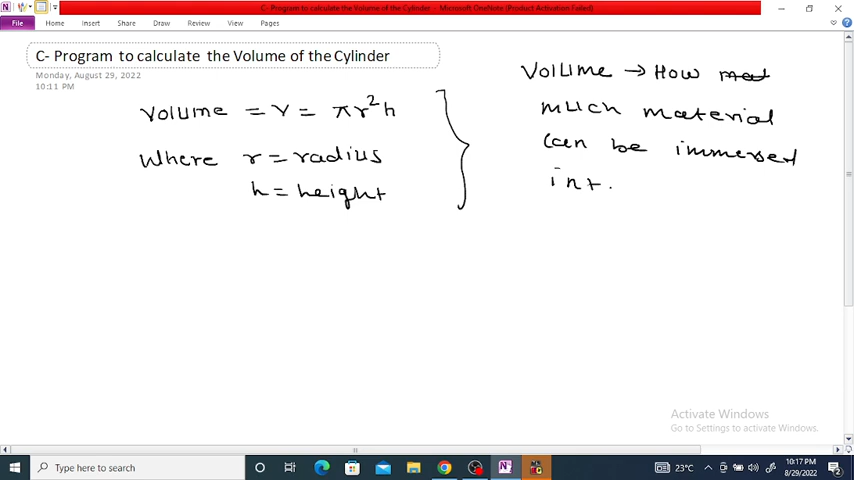 C- Program to calculate the Volume of the Cylinder - Microsoft OneNote (Product Activation Failed)
File Home Insert Share Draw Review View Pages
C- Program to calculate the Volume of the Cylinder
Monday, August 29, 2022
10:11 PM
Volume = V = πr²h
Where r = radius
h = height
Volume → How
much material
can be immersed
int.
Activate Windows
Go to Settings to activate Windows.
Type here to search
23°C
10:17 PM
8/29/2022